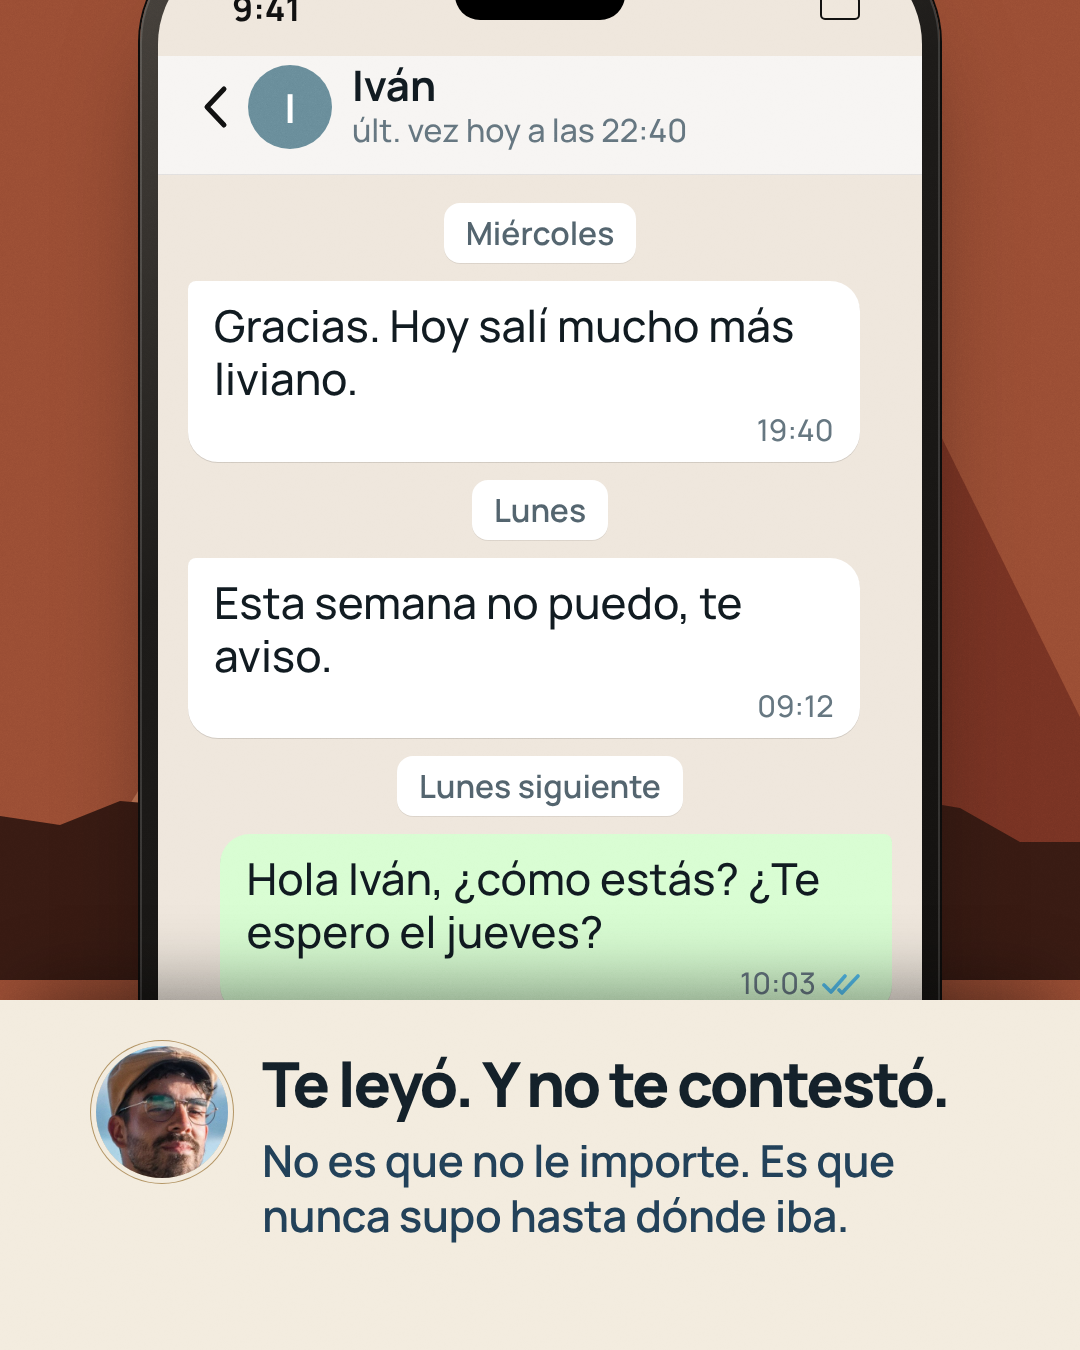 9:41
I
Iván
últ. vez hoy a las 22:40
Miércoles
Gracias. Hoy salí mucho más
liviano.
19:40
Lunes
Esta semana no puedo, te
aviso.
09:12
Lunes siguiente
Hola Iván, ¿cómo estás? ¿Te
espero el jueves?
10:03
Te leyó. Y no te contestó.
No es que no le importe. Es que
nunca supo hasta dónde iba.